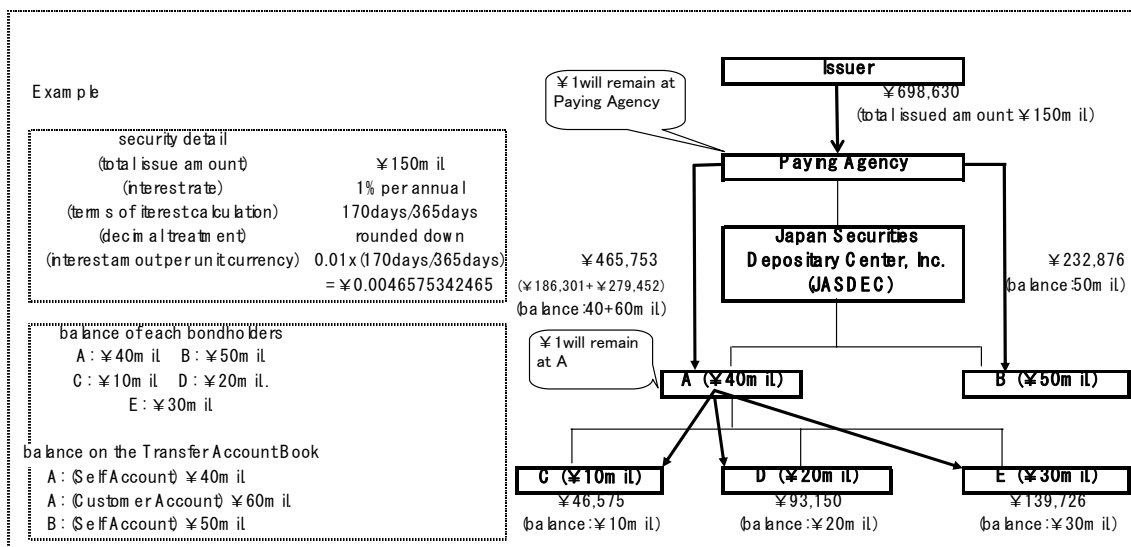 Example
security detail
(total issue amount) ¥150mil
(interest rate) 1% per annual
(terms of iterest calculation) 170days/365days
(decimal treatment) rounded down
(interest amout per unit currency) 0.01x(170days/365days)
=¥0.0046575342465
balance of each bondholders
A:¥40mil B:¥50mil
C:¥10mil D:¥20mil.
E:¥30mil
balance on the Transfer Account Book
A:(Self Account) ¥40mil
A:(Customer Account) ¥60mil
B:(Self Account) ¥50mil
Issuer
¥698,630
(total issued amount ¥150mil)
¥1will remain at
Paying Agency
Paying Agency
Japan Securities
Depositary Center, Inc.
(JASDEC)
¥465,753
(¥186,301+¥279,452)
(balance:40+60mil)
¥232,876
(balance:50mil)
¥1will remain
at A
A (¥40mil)
B (¥50mil)
C (¥10mil)
D (¥20mil)
E (¥30mil)
¥46,575
(balance:¥10mil)
¥93,150
(balance:¥20mil)
¥139,726
(balance:¥30mil)